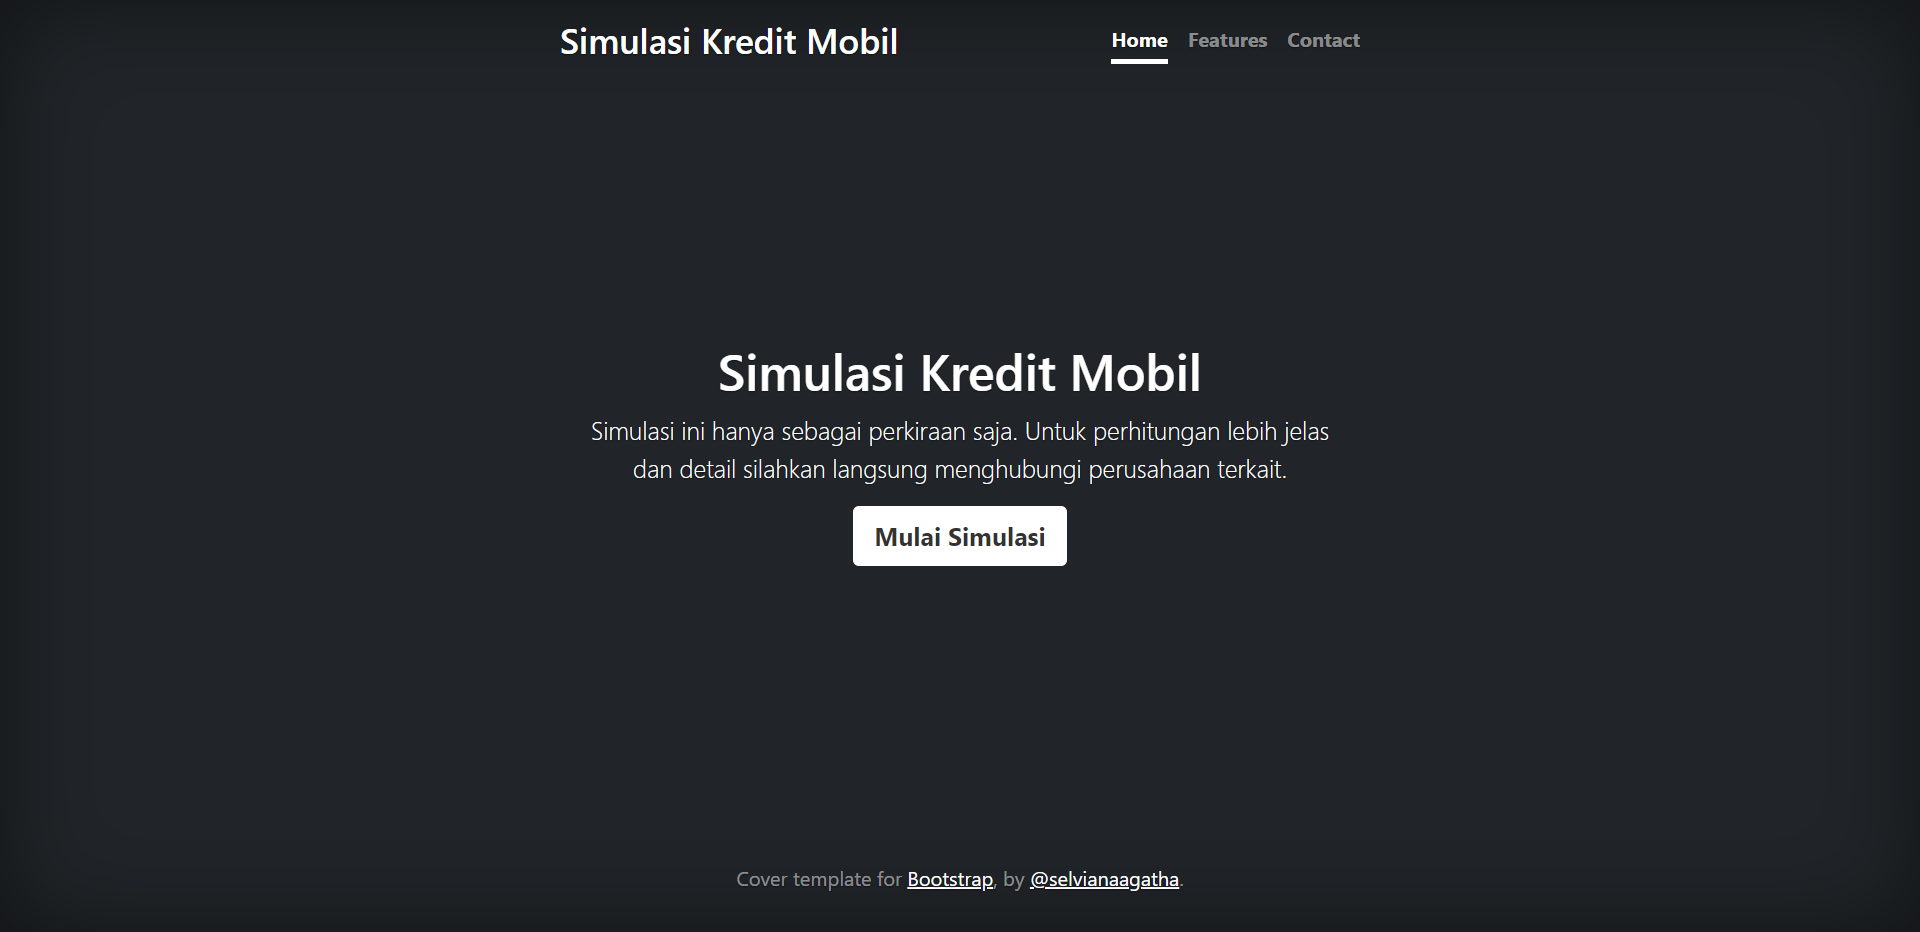 Simulasi Kredit Mobil
Home Features Contact
Simulasi Kredit Mobil
Simulasi ini hanya sebagai perkiraan saja. Untuk perhitungan lebih jelas
dan detail silahkan langsung menghubungi perusahaan terkait.
Mulai Simulasi
Cover template for Bootstrap, by @selvianaagatha.